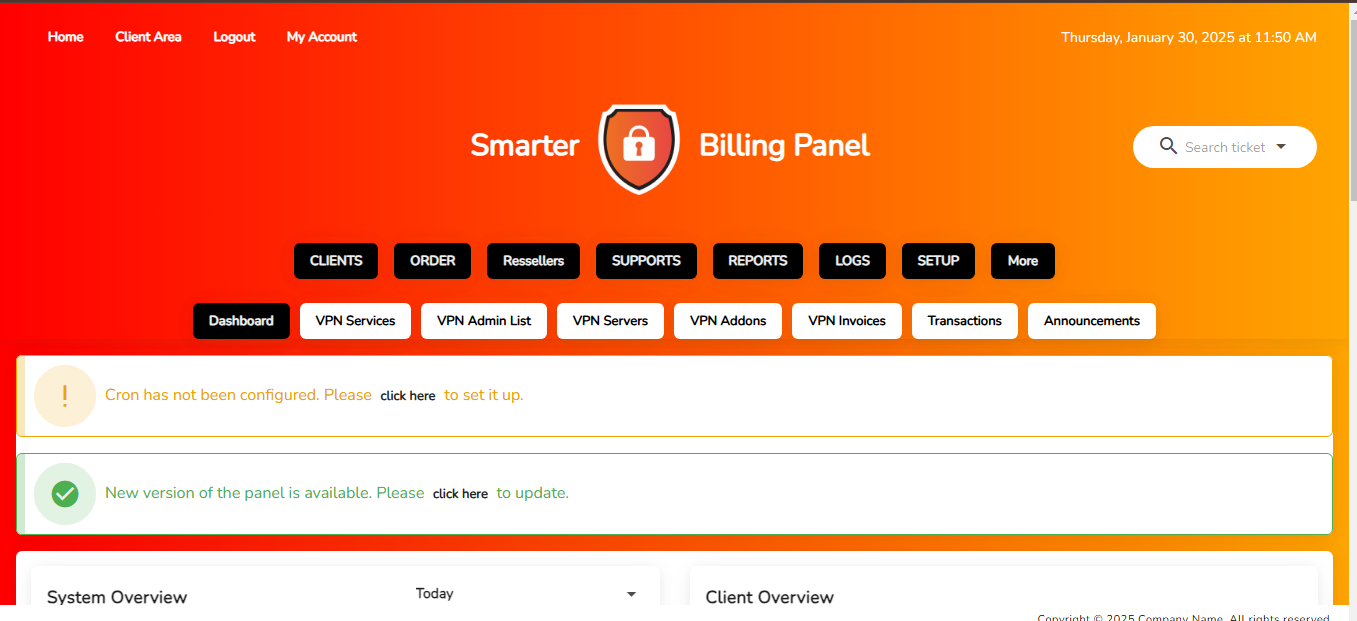 Home Client Area Logout My Account Thursday, January 30, 2025 at 11:50 AM
Smarter Billing Panel Search ticket
CLIENTS ORDER Ressellers SUPPORTS REPORTS LOGS SETUP More
Dashboard VPN Services VPN Admin List VPN Servers VPN Addons VPN Invoices Transactions Announcements
! Cron has not been configured. Please click here to set it up.
New version of the panel is available. Please click here to update.
System Overview Today Client Overview
Copyright © 2025 Company Name. All rights reserved.